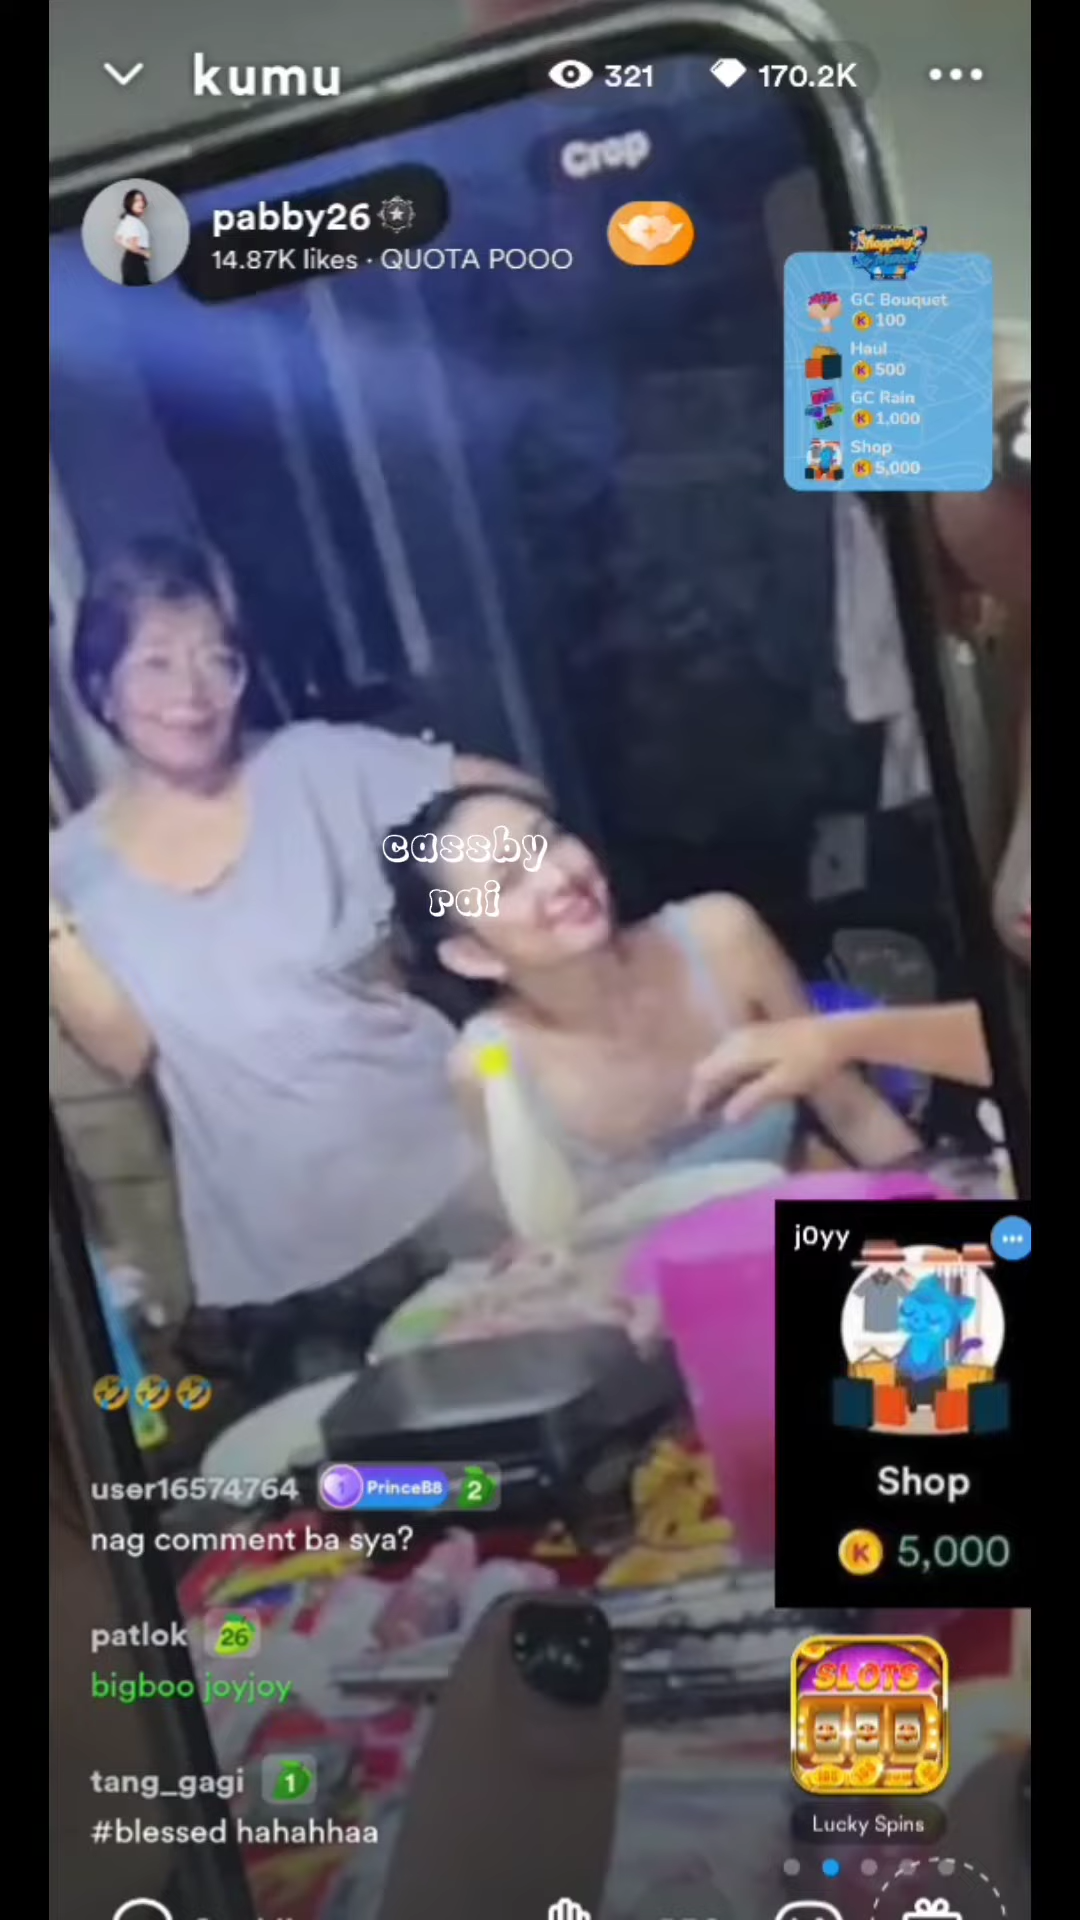 kumu
321
170.2K
Crop
pabby26
14.87K likes · QUOTA POOO
Shopping
GC Bouquet
K 100
Haul
K 500
GC Rain
K 1,000
Shop
K 5,000
cassby
rai
j0yy
Shop
K 5,000
🤣🤣🤣
user16574764 1 PrinceB8 2
nag comment ba sya?
patlok 26
bigboo joyjoy
tang_gagi 1
#blessed hahahhaa
SLOTS
Lucky Spins